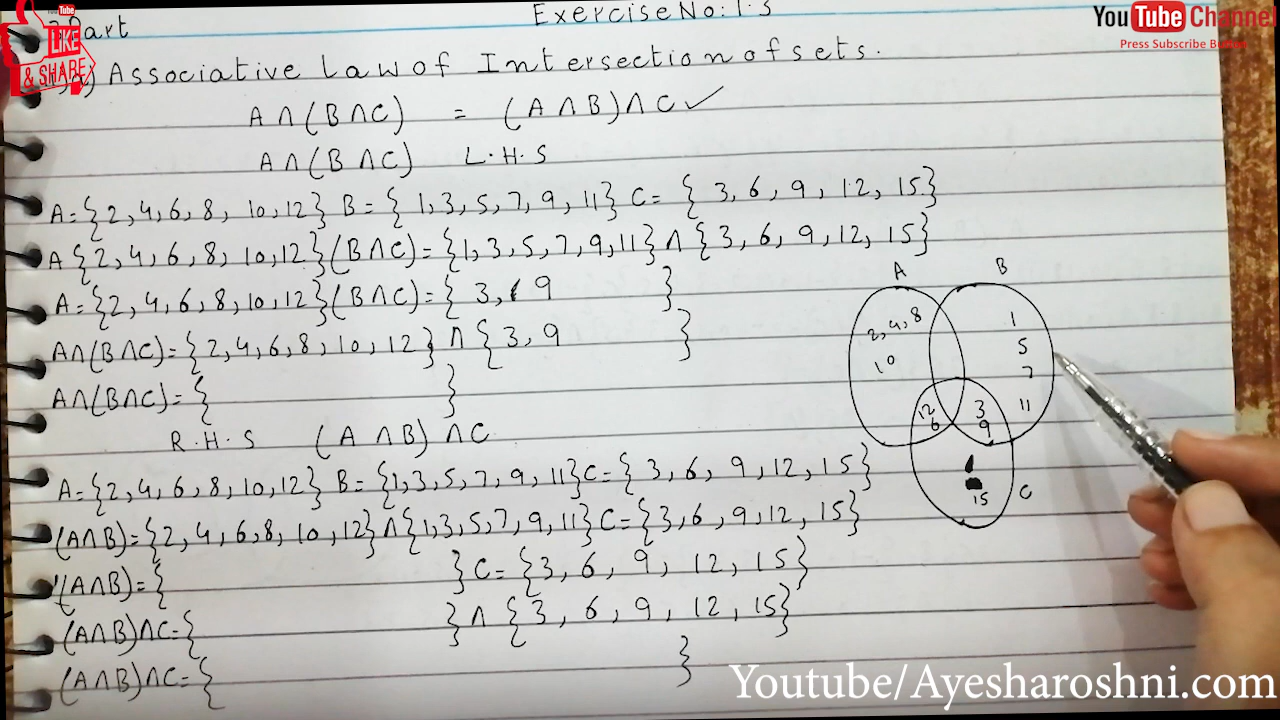 Part
Exercise No: 1.3
YouTube Channel
Press Subscribe Button
YouTube
LIKE
& SHARE
a) Associative Law of Intersection of sets.
A∩(B∩C) = (A∩B)∩C ✓
A∩(B∩C) L.H.S
A={2,4,6,8,10,12} B={1,3,5,7,9,11} C={3,6,9,12,15}
A{2,4,6,8,10,12}(B∩C)={1,3,5,7,9,11}∩{3,6,9,12,15}
A={2,4,6,8,10,12}(B∩C)={3, 9 }
A∩(B∩C)={2,4,6,8,10,12}∩{3,9 }
A∩(B∩C)={ }
R.H.S (A∩B)∩C
A={2,4,6,8,10,12} B={1,3,5,7,9,11}C={3,6,9,12,15}
(A∩B)={2,4,6,8,10,12}∩{1,3,5,7,9,11}C={3,6,9,12,15}
(A∩B)={ }C={3,6,9,12,15}
(A∩B)∩C={ }∩{3,6,9,12,15}
(A∩B)∩C={ }
A B
2,4,8
10
1
5
7
11
12
6
3
9
15
C
Youtube/Ayesharoshni.com